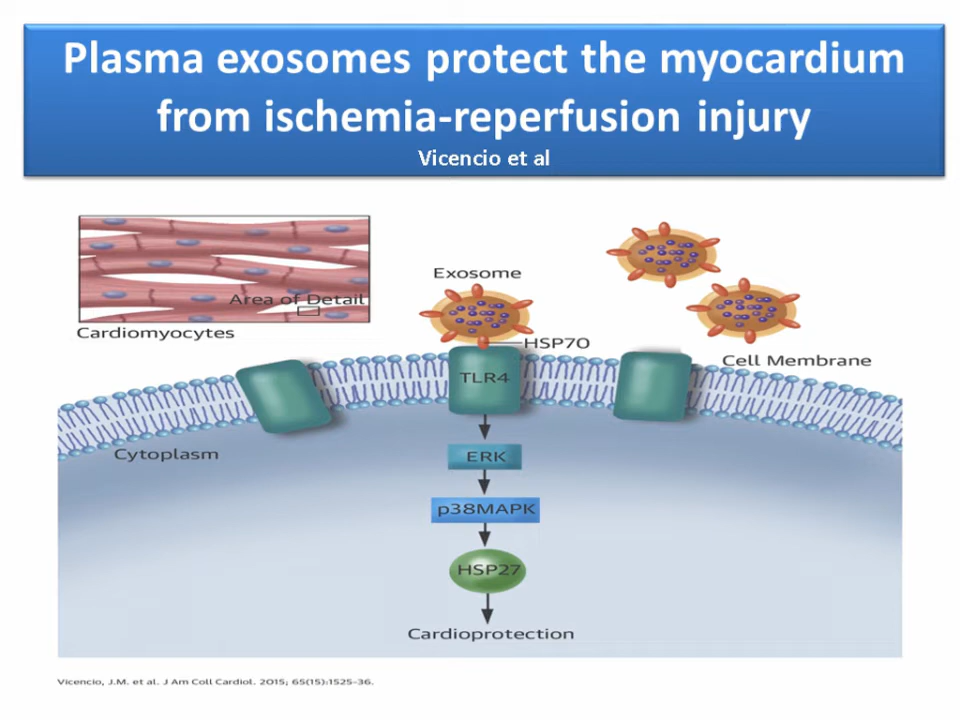 Plasma exosomes protect the myocardium
from ischemia-reperfusion injury
Vicencio et al
Area of Detail
Cardiomyocytes
Exosome
HSP70
Cell Membrane
TLR4
Cytoplasm
ERK
p38MAPK
HSP27
Cardioprotection
Vicencio, J.M. et al. J Am Coll Cardiol. 2015; 65(15):1525-36.